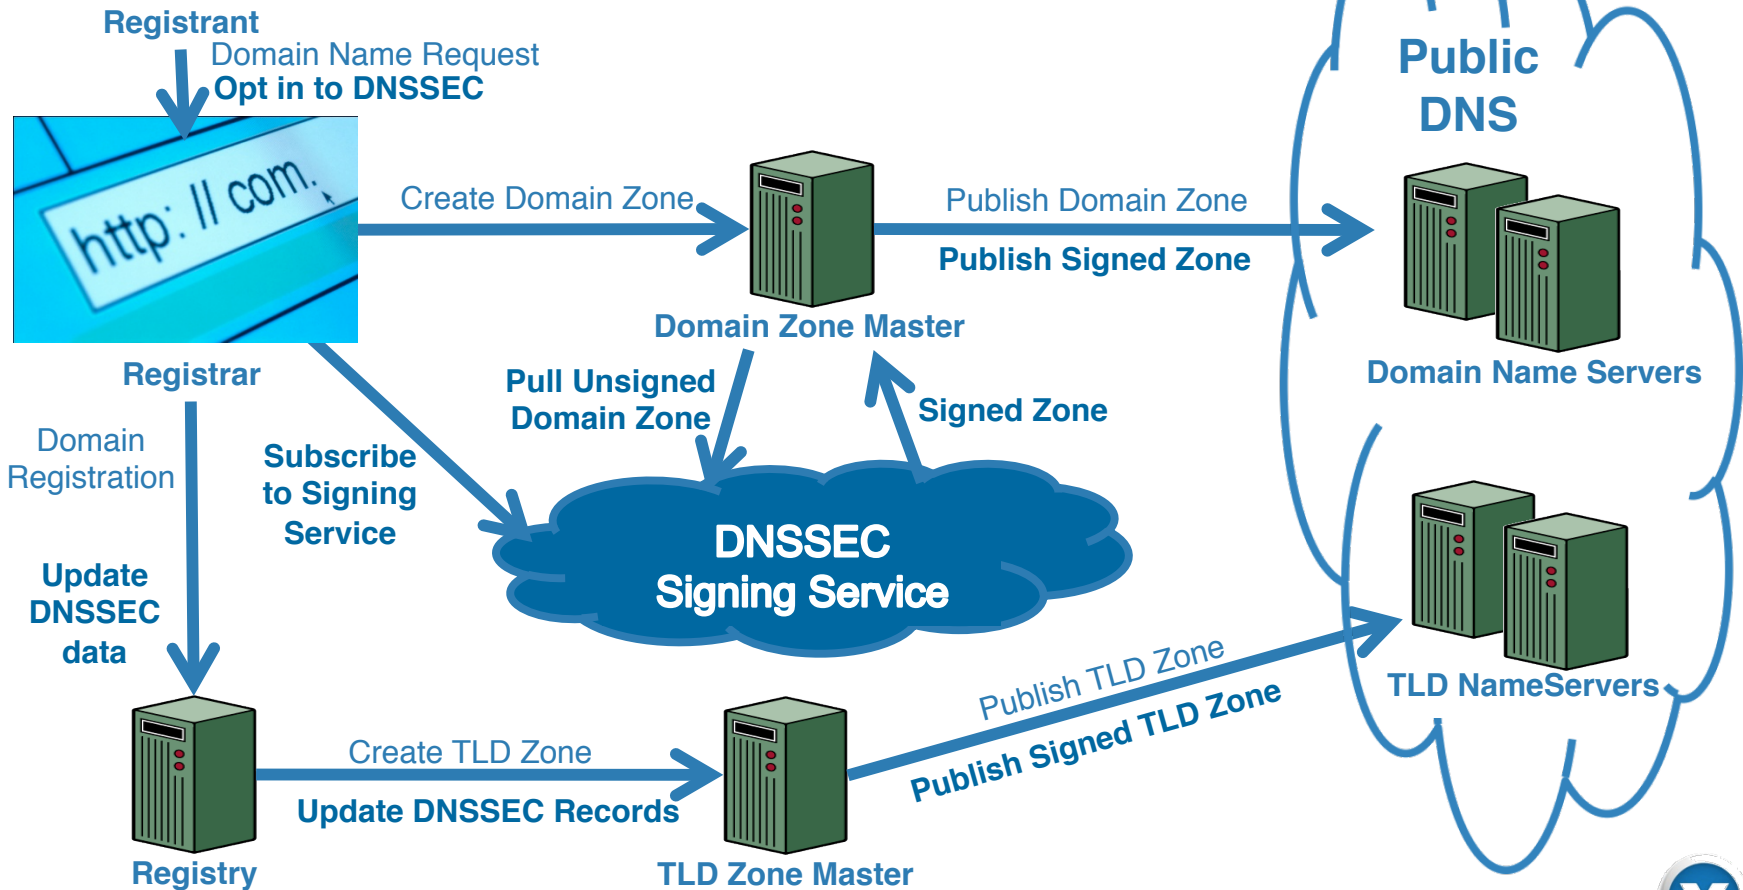 Registrant
Domain Name Request
Opt in to DNSSEC
Public
DNS
http: // com.
Create Domain Zone
Publish Domain Zone
Publish Signed Zone
Domain Zone Master
Domain Name Servers
Registrar
Pull Unsigned
Domain Zone
Signed Zone
Domain
Registration
Subscribe
to Signing
Service
DNSSEC
Signing Service
Update
DNSSEC
data
Publish TLD Zone
Publish Signed TLD Zone
TLD NameServers
Create TLD Zone
Update DNSSEC Records
Registry
TLD Zone Master